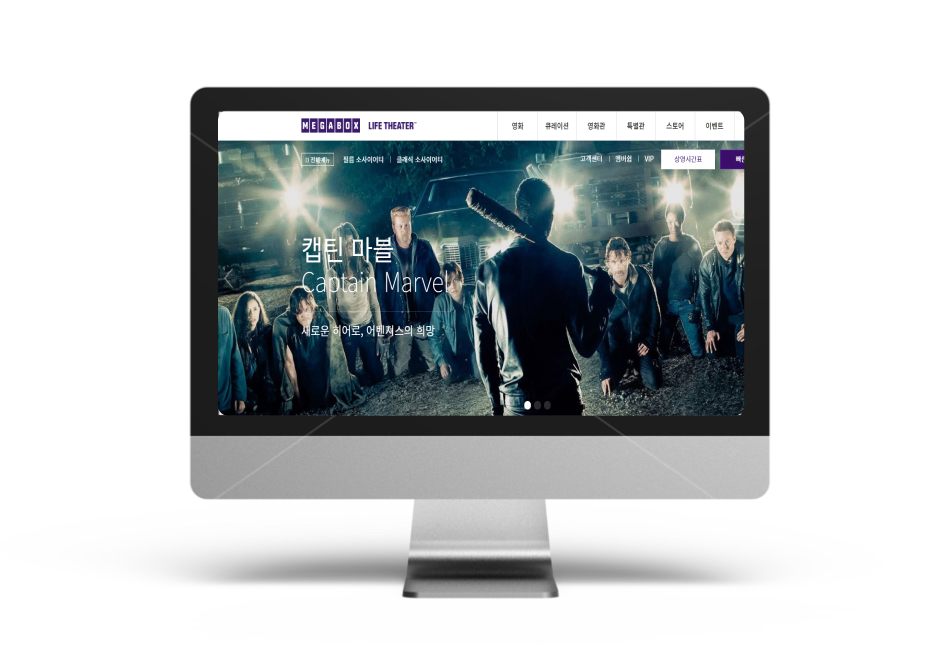 MEGABOX LIFE THEATER
영화 큐레이션 영화관 특별관 스토어 이벤트
전체메뉴 필름 소사이어티 클래식 소사이어티
고객센터 멤버쉽 VIP 상영시간표
캡틴 마블
Captain Marvel
새로운 히어로, 어벤져스의 희망